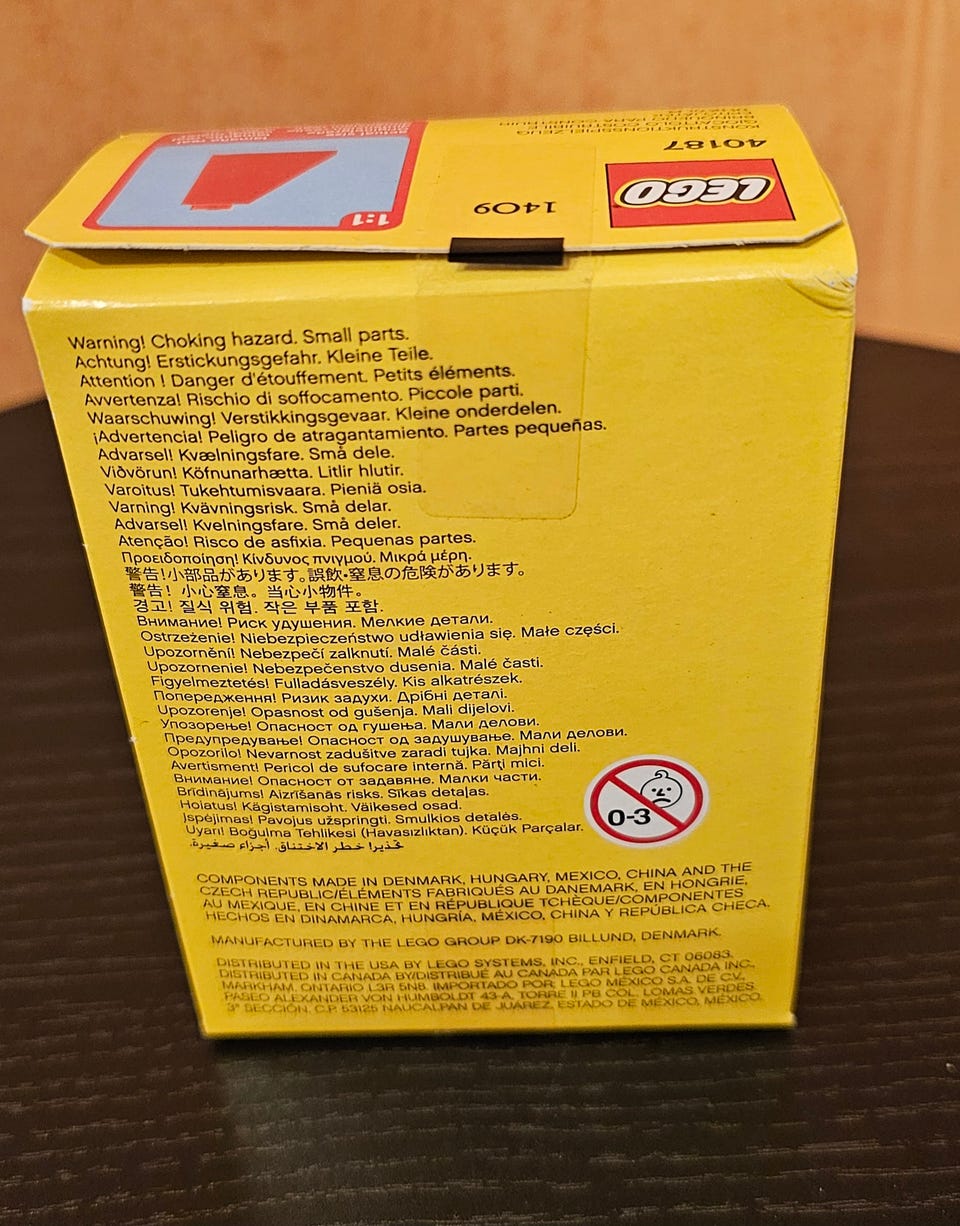 KONSTRUKTIONSSPIELZEUG
40187
LEGO
1409
1:1
Warning! Choking hazard. Small parts.
Achtung! Erstickungsgefahr. Kleine Teile.
Attention ! Danger d'étouffement. Petits éléments.
Avvertenza! Rischio di soffocamento. Piccole parti.
Waarschuwing! Verstikkingsgevaar. Kleine onderdelen.
¡Advertencia! Peligro de atragantamiento. Partes pequeñas.
Advarsel! Kvælningsfare. Små dele.
Viðvörun! Köfnunarhætta. Litlir hlutir.
Varoitus! Tukehtumisvaara. Pieniä osia.
Varning! Kvävningsrisk. Små delar.
Advarsel! Kvelningsfare. Små deler.
Atenção! Risco de asfixia. Pequenas partes.
Προειδοποίηση! Κίνδυνος πνιγμού. Μικρά μέρη.
警告!小部品があります。誤飲・窒息の危険があります。
警告！小心窒息。当心小物件。
경고! 질식 위험. 작은 부품 포함.
Внимание! Риск удушения. Мелкие детали.
Ostrzeżenie! Niebezpieczeństwo udławienia się. Małe części.
Upozornění! Nebezpečí zalknutí. Malé části.
Upozornenie! Nebezpečenstvo dusenia. Malé časti.
Figyelmeztetés! Fulladásveszély. Kis alkatrészek.
Попередження! Ризик задухи. Дрібні деталі.
Upozorenje! Opasnost od gušenja. Mali dijelovi.
Упозорење! Опасност од гушења. Мали делови.
Предупредување! Опасност од задушување. Мали делови.
Opozorilo! Nevarnost zadušitve zaradi tujka. Majhni deli.
Avertisment! Pericol de sufocare internă. Părţi mici.
Внимание! Опасност от задавяне. Малки части.
Brīdinājums! Aizrīšanās risks. Sīkas detaļas.
Hoiatus! Kägistamisoht. Väikesed osad.
Įspėjimas! Pavojus užspringti. Smulkios detalės.
Uyarı! Boğulma Tehlikesi (Havasızlıktan). Küçük Parçalar.
تحذير! خطر الاختناق. أجزاء صغيرة.
0-3
COMPONENTS MADE IN DENMARK, HUNGARY, MEXICO, CHINA AND THE
CZECH REPUBLIC/ÉLÉMENTS FABRIQUÉS AU DANEMARK, EN HONGRIE,
AU MEXIQUE, EN CHINE ET EN RÉPUBLIQUE TCHÈQUE/COMPONENTES
HECHOS EN DINAMARCA, HUNGRÍA, MÉXICO, CHINA Y REPÚBLICA CHECA.
MANUFACTURED BY THE LEGO GROUP DK-7190 BILLUND, DENMARK.
DISTRIBUTED IN THE USA BY LEGO SYSTEMS, INC., ENFIELD, CT 06083.
DISTRIBUTED IN CANADA BY/DISTRIBUÉ AU CANADA PAR LEGO CANADA INC.,
MARKHAM, ONTARIO L3R 5N8. IMPORTADO POR: LEGO MÉXICO S.A. DE C.V.,
PASEO ALEXANDER VON HUMBOLDT 43-A, TORRE II PB COL. LOMAS VERDES,
3ª SECCIÓN, C.P. 53125 NAUCALPAN DE JUÁREZ, ESTADO DE MÉXICO, MÉXICO.